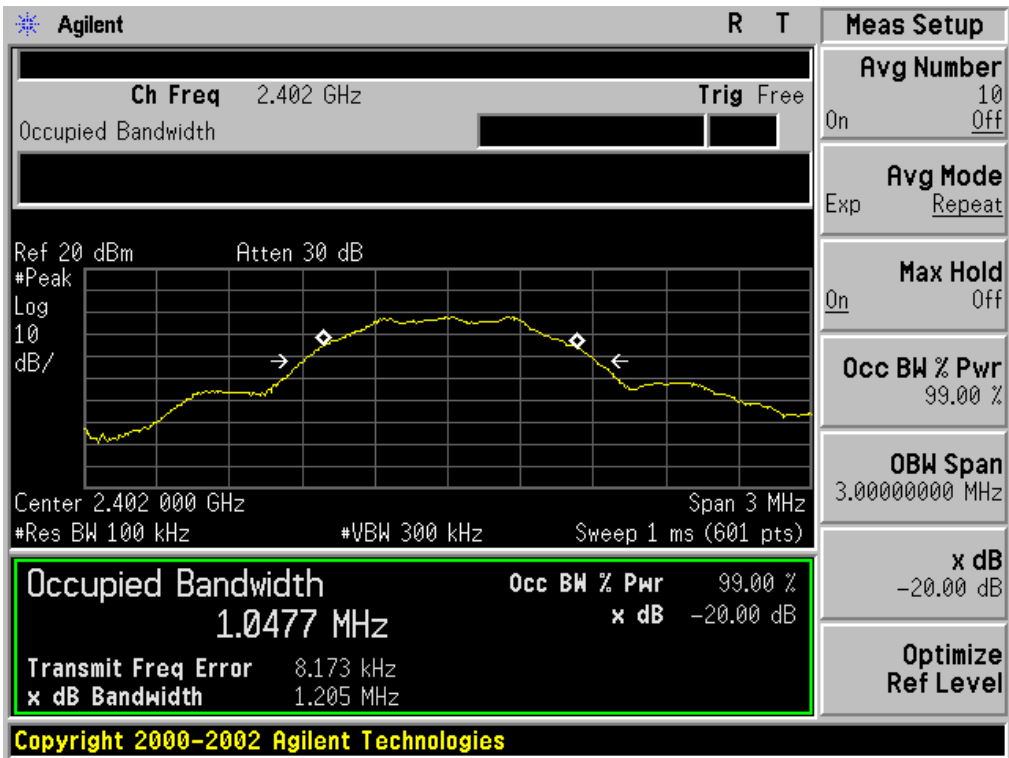 Agilent R T
Ch Freq 2.402 GHz Trig Free
Occupied Bandwidth
Ref 20 dBm Atten 30 dB
#Peak
Log
10
dB/
Center 2.402 000 GHz Span 3 MHz
#Res BW 100 kHz #VBW 300 kHz Sweep 1 ms (601 pts)
Occupied Bandwidth Occ BW % Pwr 99.00 %
1.0477 MHz x dB -20.00 dB
Transmit Freq Error 8.173 kHz
x dB Bandwidth 1.205 MHz
Copyright 2000-2002 Agilent Technologies
Meas Setup
Avg Number
10
On Off
Avg Mode
Exp Repeat
Max Hold
On Off
Occ BW % Pwr
99.00 %
OBW Span
3.00000000 MHz
x dB
-20.00 dB
Optimize
Ref Level